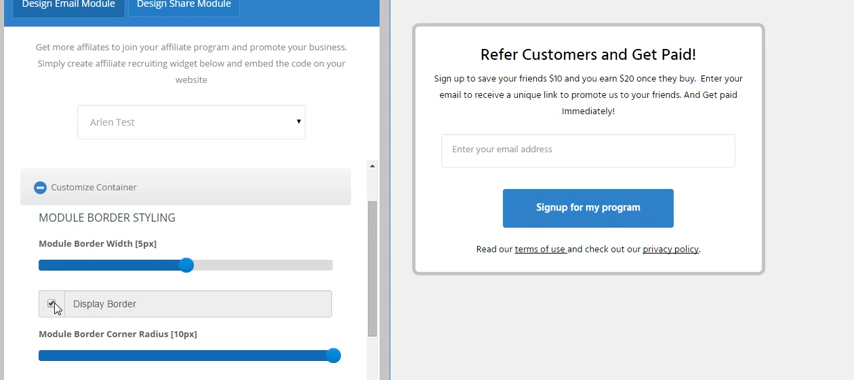 Design Email Module
Design Share Module
Get more affiliates to join your affiliate program and promote your business.
Simply create affiliate recruiting widget below and embed the code on your
website
Arlen Test
Customize Container
MODULE BORDER STYLING
Module Border Width [5px]
Display Border
Module Border Corner Radius [10px]
Refer Customers and Get Paid!
Sign up to save your friends $10 and you earn $20 once they buy. Enter your
email to receive a unique link to promote us to your friends. And Get paid
Immediately!
Enter your email address
Signup for my program
Read our terms of use and check out our privacy policy.